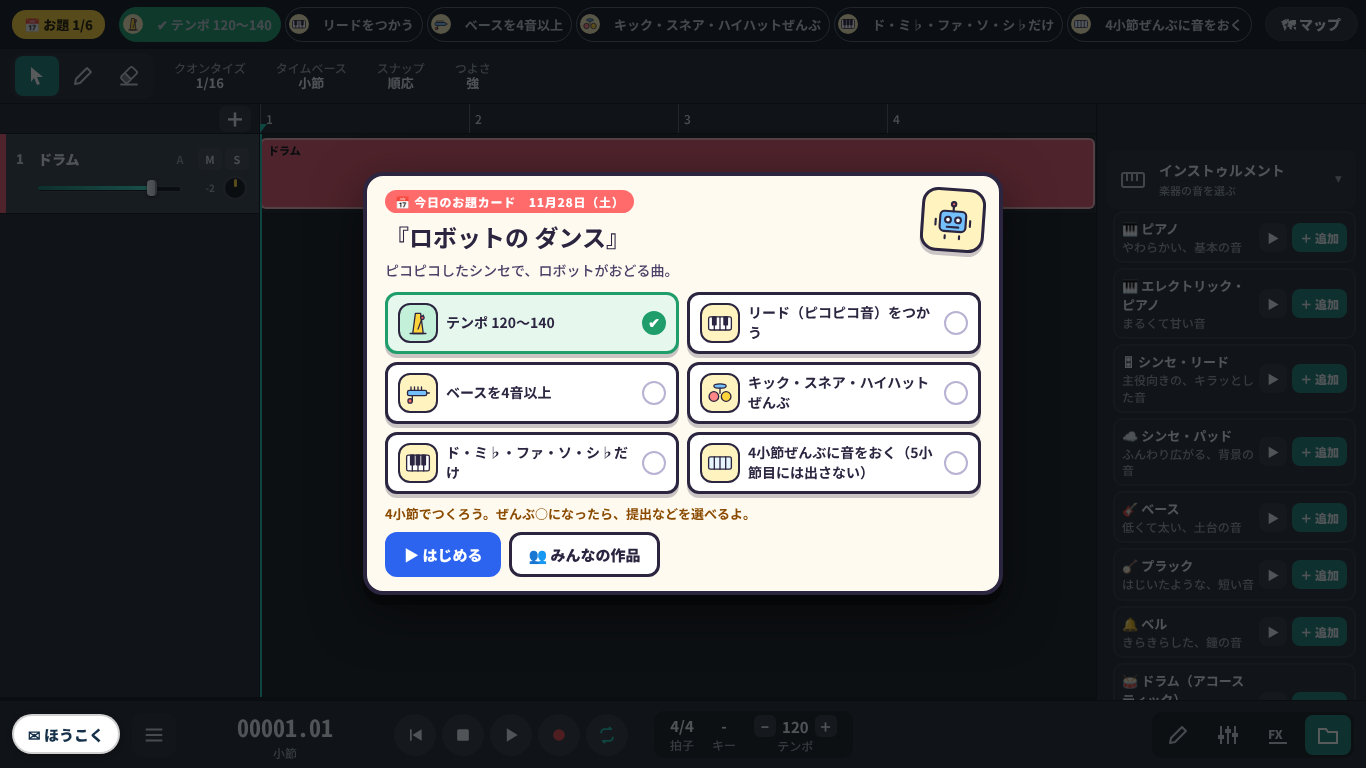 お題 1/6
✔ テンポ 120〜140
リードをつかう
ベースを4音以上
キック・スネア・ハイハットぜんぶ
ド・ミ♭・ファ・ソ・シ♭だけ
4小節ぜんぶに音をおく
マップ
クオンタイズ
1/16
タイムベース
小節
スナップ
順応
つよさ
強
1
2
3
4
1 ドラム
A
M
S
-2
ドラム
インストゥルメント
楽器の音を選ぶ
ピアノ
やわらかい、基本の音
＋ 追加
エレクトリック・
ピアノ
まるくて甘い音
＋ 追加
シンセ・リード
主役向きの、キラッとし
た音
＋ 追加
シンセ・パッド
ふんわり広がる、背景の
音
＋ 追加
ベース
低くて太い、土台の音
＋ 追加
プラック
はじいたような、短い音
＋ 追加
ベル
きらきらした、鐘の音
＋ 追加
ドラム（アコース
ティック）
今日のお題カード 11月28日（土）
『ロボットの ダンス』
ピコピコしたシンセで、ロボットがおどる曲。
テンポ 120〜140
リード（ピコピコ音）をつか
う
ベースを4音以上
キック・スネア・ハイハット
ぜんぶ
ド・ミ♭・ファ・ソ・シ♭だ
け
4小節ぜんぶに音をおく（5小
節目には出さない）
4小節でつくろう。ぜんぶ○になったら、提出などを選べるよ。
▶ はじめる
みんなの作品
ほうこく
00001.01
小節
4/4
拍子
-
キー
− 120 +
テンポ
FX